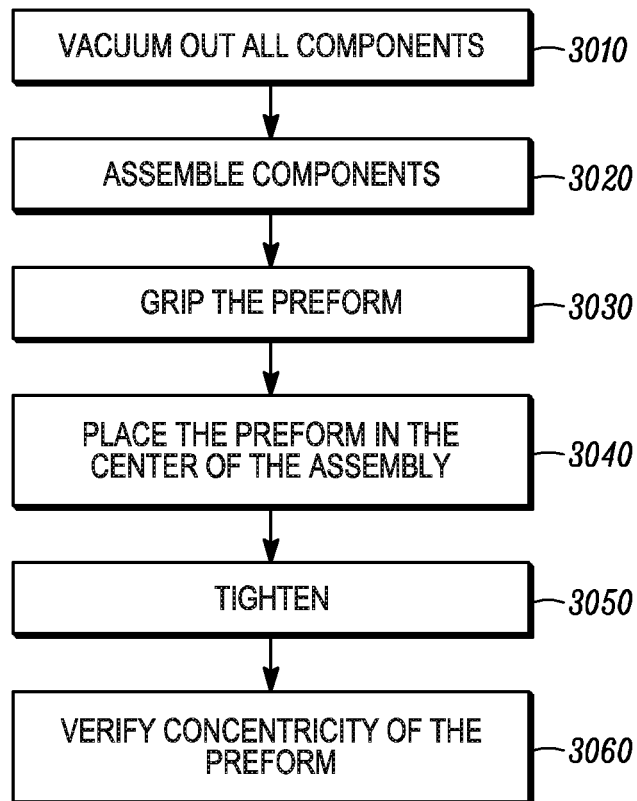 VACUUM OUT ALL COMPONENTS 3010
ASSEMBLE COMPONENTS 3020
GRIP THE PREFORM 3030
PLACE THE PREFORM IN THE
CENTER OF THE ASSEMBLY 3040
TIGHTEN 3050
VERIFY CONCENTRICITY OF THE
PREFORM 3060